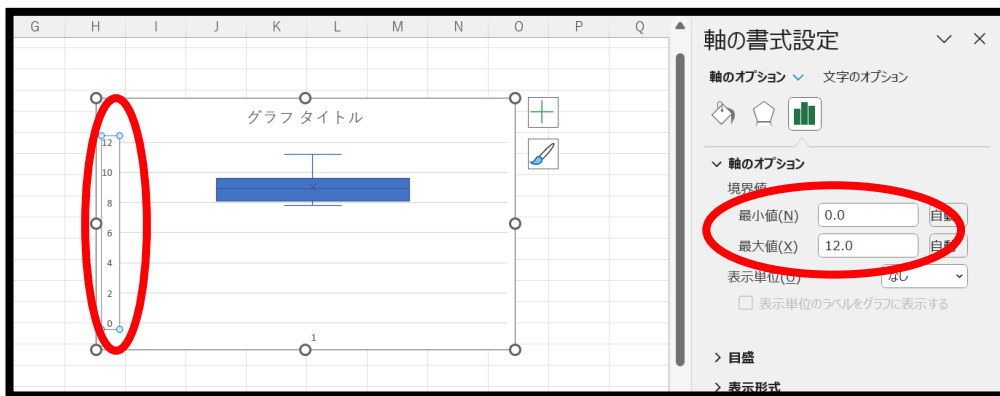 G H I J K L M N O P Q
グラフ タイトル
12
10
8
6
4
2
0
1
軸の書式設定
軸のオプション 文字のオプション
軸のオプション
境界値
最小値(N) 0.0 自動
最大値(X) 12.0 自動
表示単位(U) なし
表示単位のラベルをグラフに表示する
目盛
表示形式